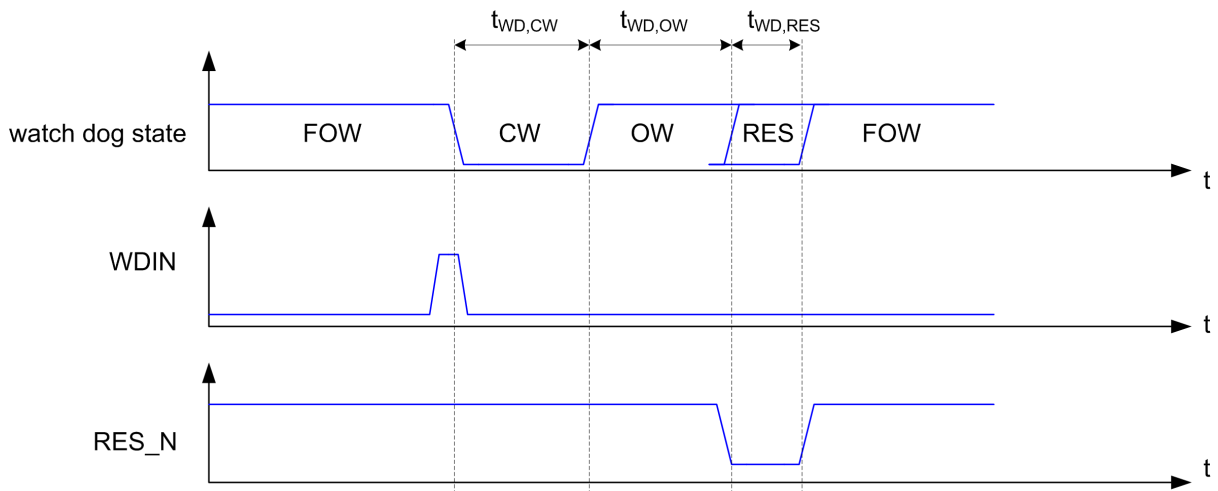 tWD,CW tWD,OW tWD,RES
watch dog state FOW CW OW RES FOW
t
WDIN
t
RES_N
t